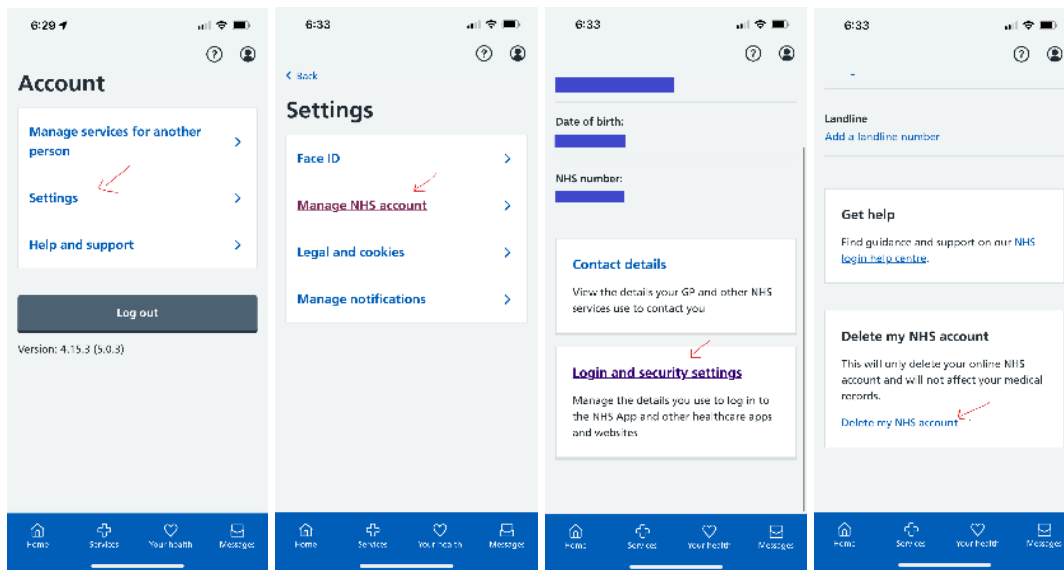 6:29
Account
Manage services for another
person
Settings
Help and support
Log out
Version: 4.15.3 (5.0.3)
Home
Services
Your health
Messages
6:33
Back
Settings
Face ID
Manage NHS account
Legal and cookies
Manage notifications
Home
Services
Your health
Messages
6:33
Date of birth:
NHS number:
Contact details
View the details your GP and other NHS
services use to contact you
Login and security settings
Manage the details you use to log in to
the NHS App and other healthcare apps
and websites
Home
Services
Your health
Messages
6:33
Landline
Add a landline number
Get help
Find guidance and support on our NHS
login help centre.
Delete my NHS account
This will only delete your online NHS
account and will not affect your medical
records.
Delete my NHS account
Home
Services
Your health
Messages